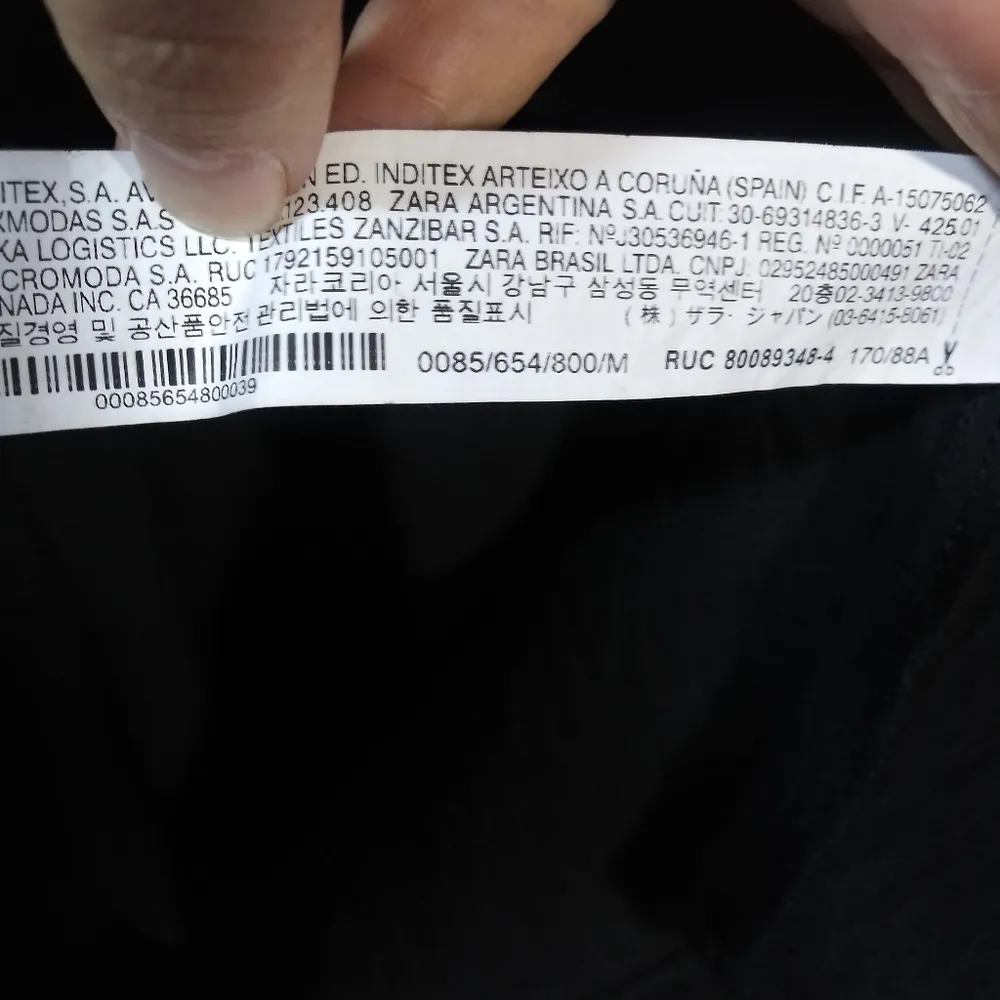 ITEX, S.A. AV ED. INDITEX ARTEIXO A CORUÑA (SPAIN) C.I.F. A-15075062
XMODAS S.A.S .123.408 ZARA ARGENTINA S.A. CUIT: 30-69314836-3 V- 425.01
KA LOGISTICS LLC. TEXTILES ZANZIBAR S.A. RIF: NºJ30536946-1 REG. Nº 0000051 TI-02
CROMODA S.A. RUC 1792159105001 ZARA BRASIL LTDA. CNPJ: 02952485000491 ZARA
NADA INC. CA 36685 자라코리아 서울시 강남구 삼성동 무역센터 20층02-3413-9800
질경영 및 공산품안전 관리법에 의한 품질표시 (株) ザラ・ジャパン (03-6415-8061)
0085/654/800/M RUC 80089348-4 170/88A
00085654800039